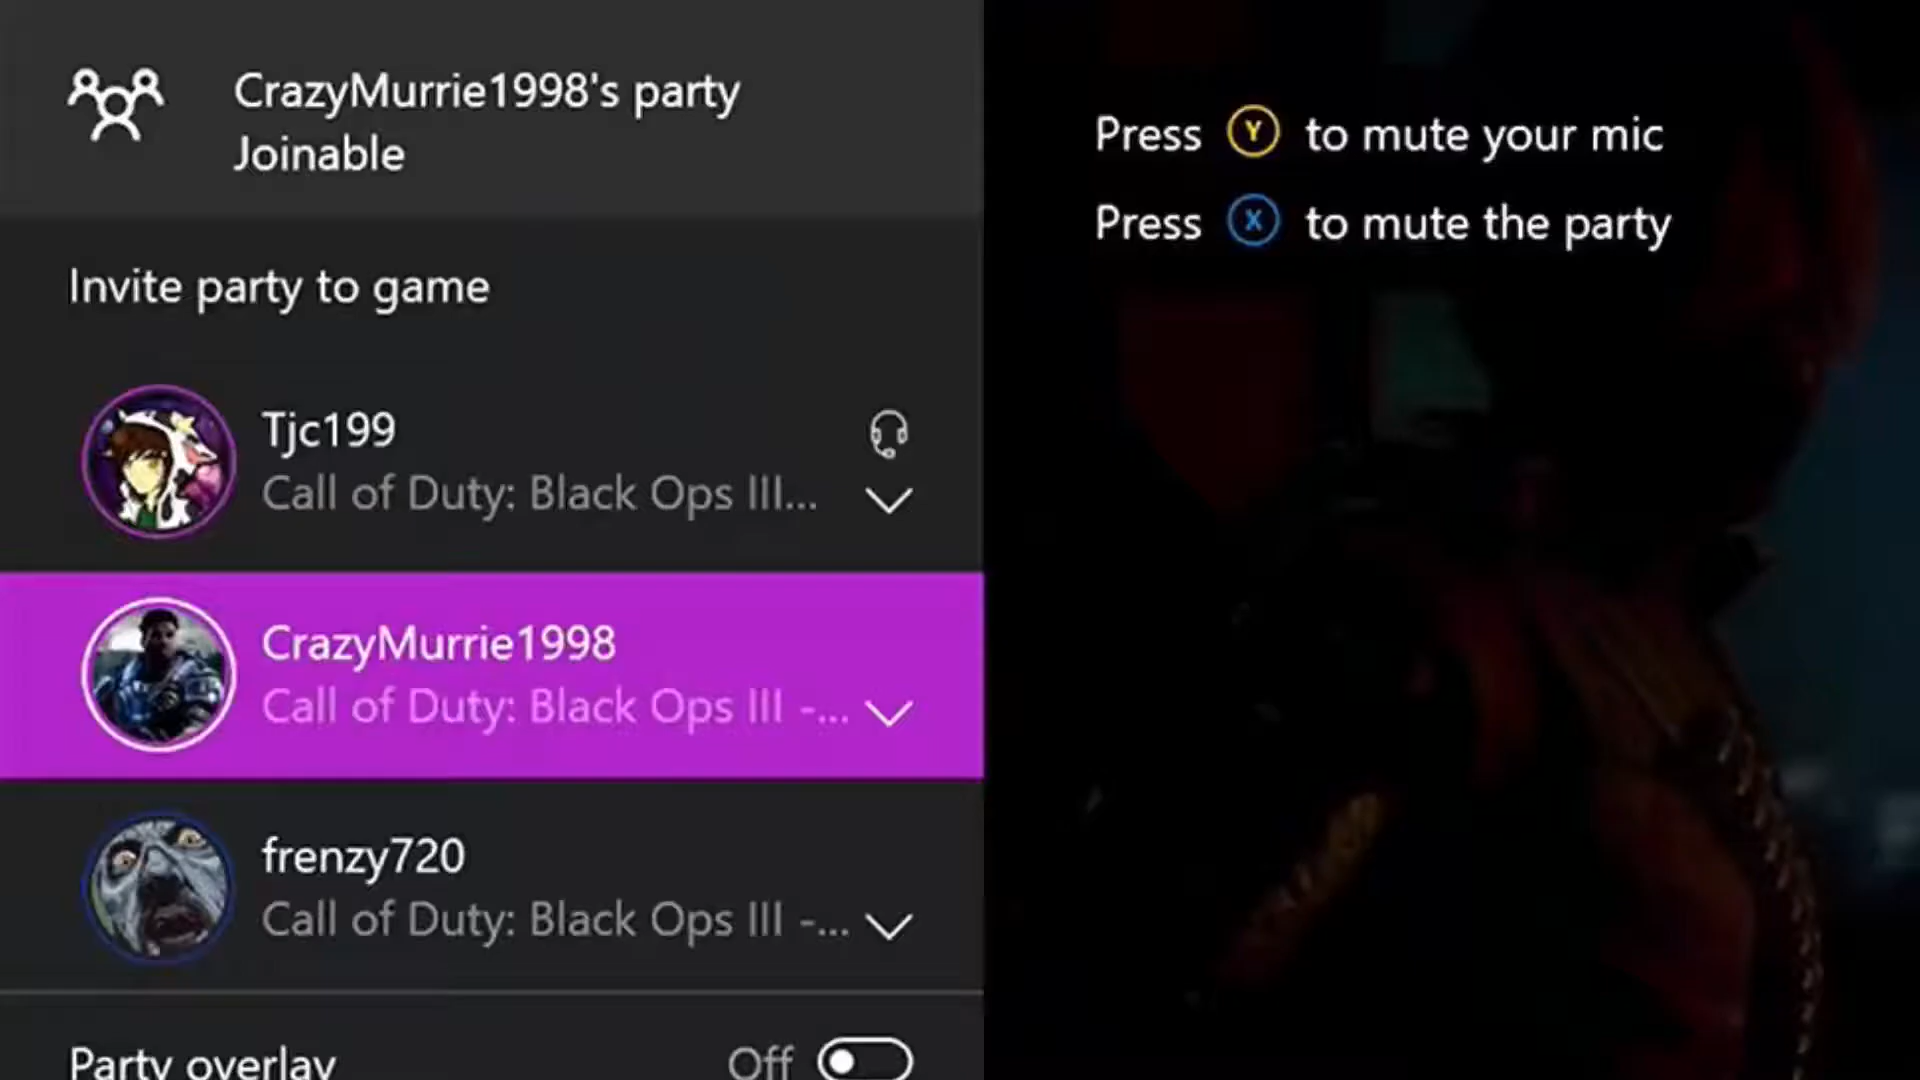 CrazyMurrie1998's party
Joinable
Invite party to game
Tjc199
Call of Duty: Black Ops III...
CrazyMurrie1998
Call of Duty: Black Ops III -...
frenzy720
Call of Duty: Black Ops III -...
Party overlay Off
Press Y to mute your mic
Press X to mute the party